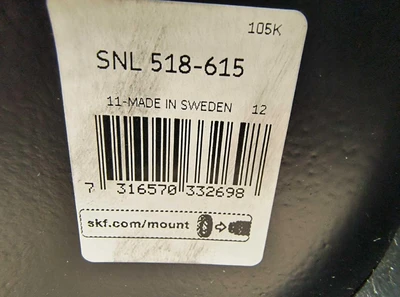 105K
SNL 518-615
11-MADE IN SWEDEN 12
7 316570 332698
skf.com/mount